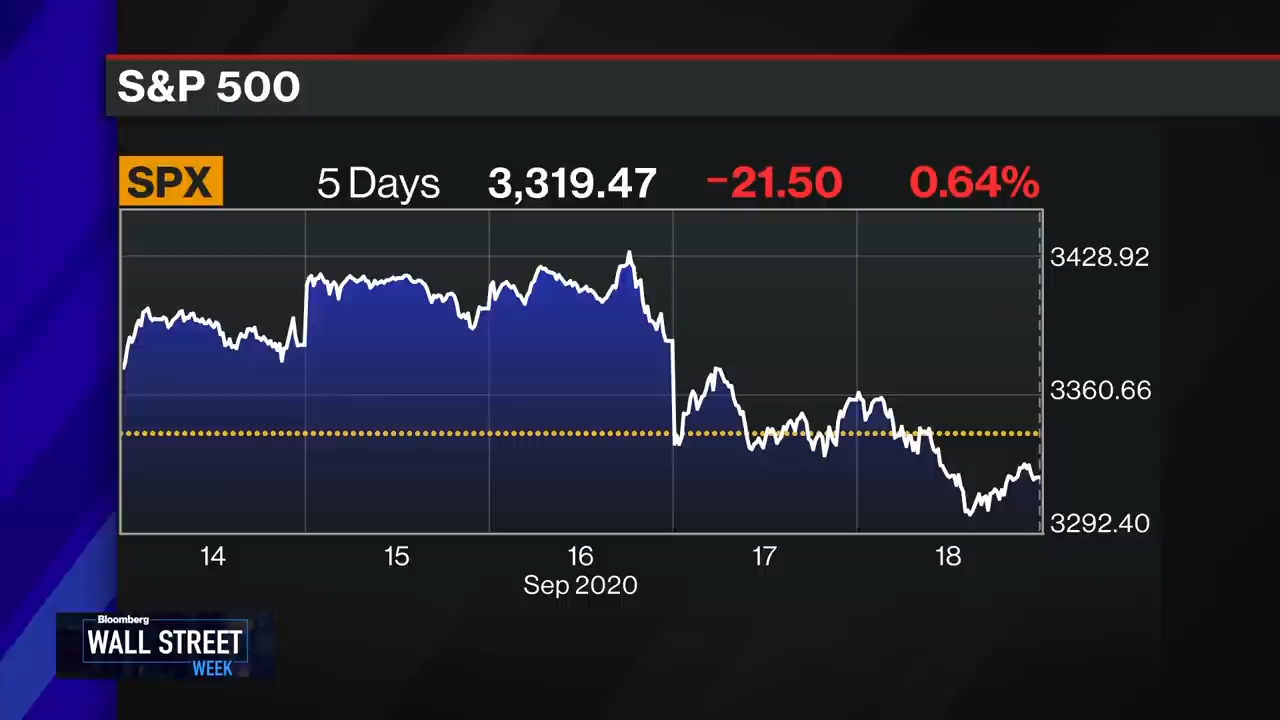 S&P 500
SPX 5 Days 3,319.47 -21.50 0.64%
3428.92
3360.66
3292.40
14 15 16 17 18
Sep 2020
Bloomberg
WALL STREET
WEEK